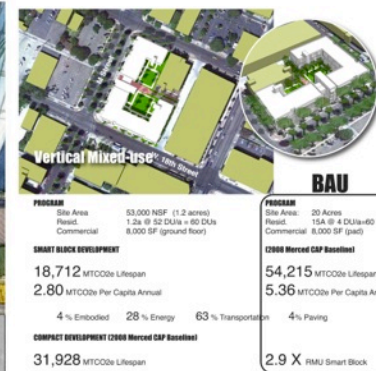 Vertical Mixed-use
W. 18th Street
BAU
PROGRAM
Site Area 53,000 NSF (1.2 acres)
Resid. 1.2a @ 52 DU/a = 60 DUs
Commercial 8,000 SF (ground floor)
SMART BLOCK DEVELOPMENT
18,712 MTCO2e Lifespan
2.80 MTCO2e Per Capita Annual
4 % Embodied 28 % Energy 63 % Transportation
COMPACT DEVELOPMENT (2008 Merced CAP Baseline)
31,928 MTCO2e Lifespan
PROGRAM
Site Area: 20 Acres
Resid. 15A @ 4 DU/a=60
Commercial 8,000 SF (pad)
(2008 Merced CAP Baseline)
54,215 MTCO2e Lifespan
5.36 MTCO2e Per Capita
4% Paving
2.9 X RMU Smart Block